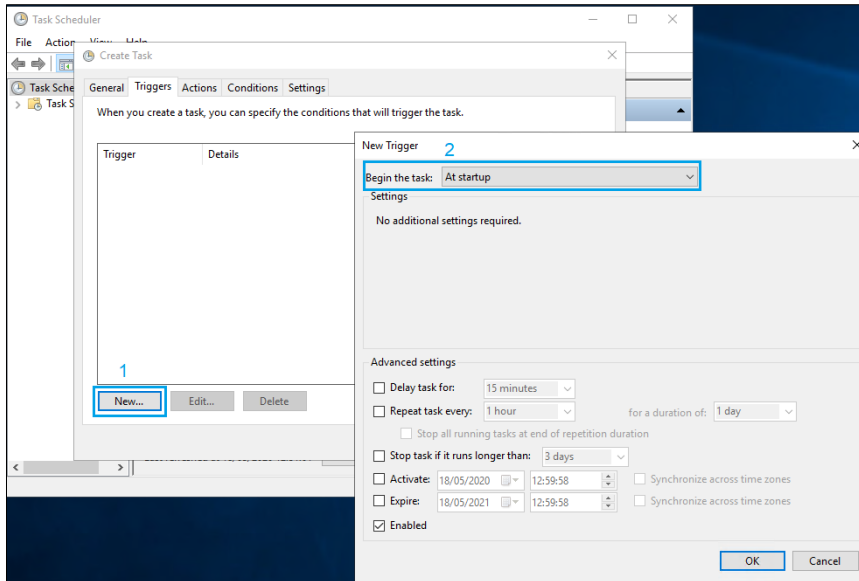 Task Scheduler
File Action View Help
Create Task
Task Sche
Task S
General Triggers Actions Conditions Settings
When you create a task, you can specify the conditions that will trigger the task.
Trigger Details
1
New... Edit... Delete
New Trigger 2
Begin the task: At startup
Settings
No additional settings required.
Advanced settings
Delay task for: 15 minutes
Repeat task every: 1 hour for a duration of: 1 day
Stop all running tasks at end of repetition duration
Stop task if it runs longer than: 3 days
Activate: 18/05/2020 12:59:58 Synchronize across time zones
Expire: 18/05/2021 12:59:58 Synchronize across time zones
Enabled
OK Cancel